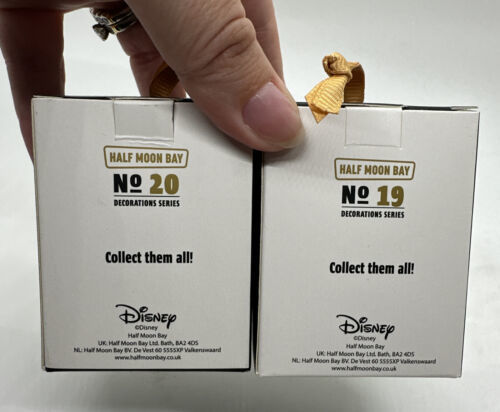 HALF MOON BAY
No 20
DECORATIONS SERIES
Collect them all!
Disney
©Disney
Half Moon Bay
UK: Half Moon Bay Ltd. Bath, BA2 4DS
NL: Half Moon Bay BV. De Vest 60 5555XP Valkenswaard
www.halfmoonbay.co.uk
HALF MOON BAY
No 19
DECORATIONS SERIES
Collect them all!
Disney
©Disney
Half Moon Bay
UK: Half Moon Bay Ltd. Bath, BA2 4DS
NL: Half Moon Bay BV. De Vest 60 5555XP Valkenswaard
www.halfmoonbay.co.uk